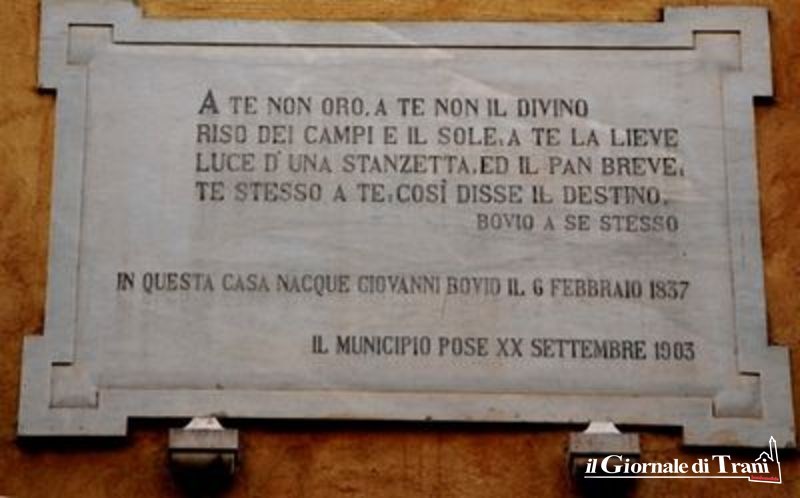 A TE NON ORO, A TE NON IL DIVINO
RISO DEI CAMPI E IL SOLE, A TE LA LIEVE
LUCE D' UNA STANZETTA, ED IL PAN BREVE,
TE STESSO A TE, COSÌ DISSE IL DESTINO.
BOVIO A SE STESSO
IN QUESTA CASA NACQUE GIOVANNI BOVIO IL 6 FEBBRAIO 1837
IL MUNICIPIO POSE XX SETTEMBRE 1903
il Giornale di Trani